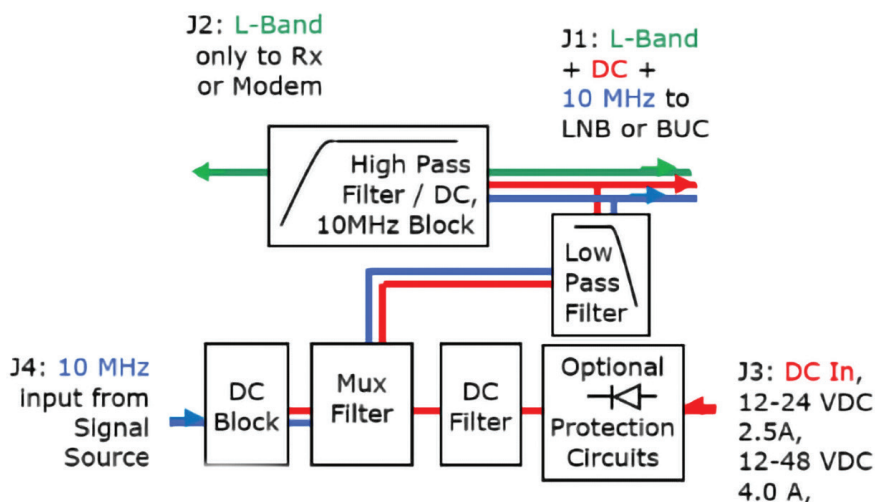 J2: L-Band
only to Rx
or Modem
J1: L-Band
+ DC +
10 MHz to
LNB or BUC
High Pass
Filter / DC,
10MHz Block
Low
Pass
Filter
J4: 10 MHz
input from
Signal
Source
DC
Block
Mux
Filter
DC
Filter
Optional
Protection
Circuits
J3: DC In,
12-24 VDC
2.5A,
12-48 VDC
4.0 A,